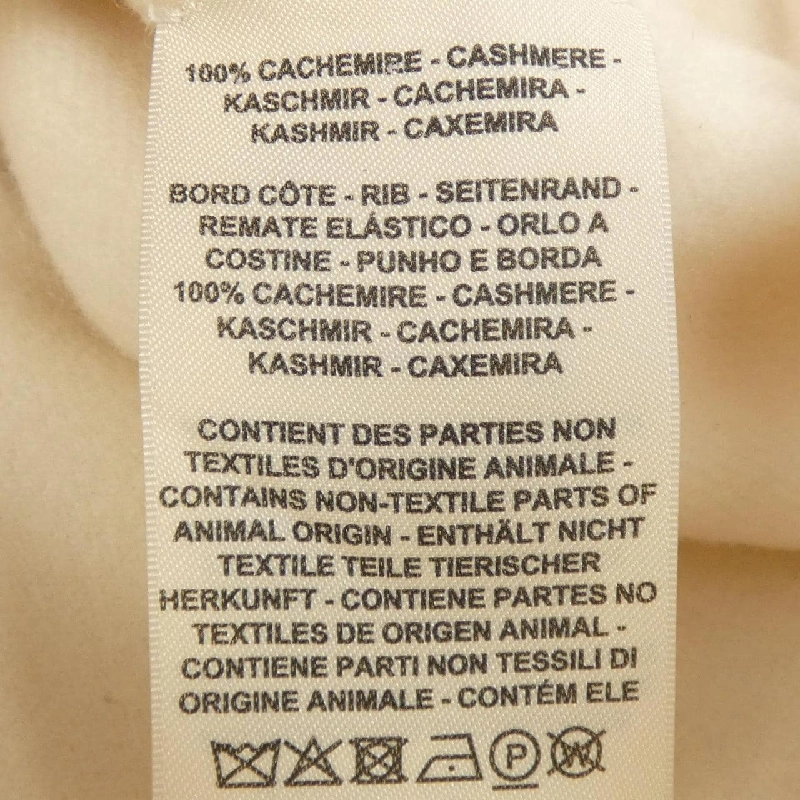 100% CACHEMIRE - CASHMERE -
KASCHMIR - CACHEMIRA -
KASHMIR - CAXEMIRA
BORD CÔTE - RIB - SEITENRAND -
REMATE ELÁSTICO - ORLO A
COSTINE - PUNHO E BORDA
100% CACHEMIRE - CASHMERE -
KASCHMIR - CACHEMIRA -
KASHMIR - CAXEMIRA
CONTIENT DES PARTIES NON
TEXTILES D'ORIGINE ANIMALE -
CONTAINS NON-TEXTILE PARTS OF
ANIMAL ORIGIN - ENTHÄLT NICHT
TEXTILE TEILE TIERISCHER
HERKUNFT - CONTIENE PARTES NO
TEXTILES DE ORIGEN ANIMAL -
CONTIENE PARTI NON TESSILI DI
ORIGINE ANIMALE - CONTÉM ELE
P W